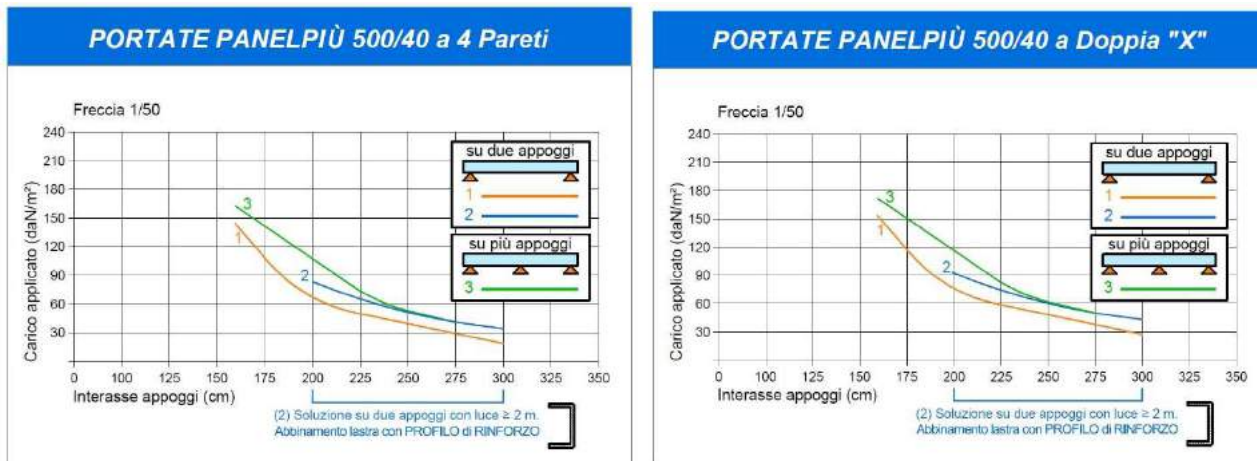 PORTATE PANELPIÙ 500/40 a 4 Pareti
Freccia 1/50
Carico applicato (daN/m²)
240
210
180
150
120
90
60
30
0 100 125 150 175 200 225 250 275 300 325 350
Interasse appoggi (cm)
3
1
2
su due appoggi
1
2
su più appoggi
3
(2) Soluzione su due appoggi con luce ≥ 2 m.
Abbinamento lastra con PROFILO di RINFORZO
PORTATE PANELPIÙ 500/40 a Doppia "X"
Freccia 1/50
Carico applicato (daN/m²)
240
210
180
150
120
90
60
30
0 100 125 150 175 200 225 250 275 300 325 350
Interasse appoggi (cm)
3
1
2
su due appoggi
1
2
su più appoggi
3
(2) Soluzione su due appoggi con luce ≥ 2 m.
Abbinamento lastra con PROFILO di RINFORZO